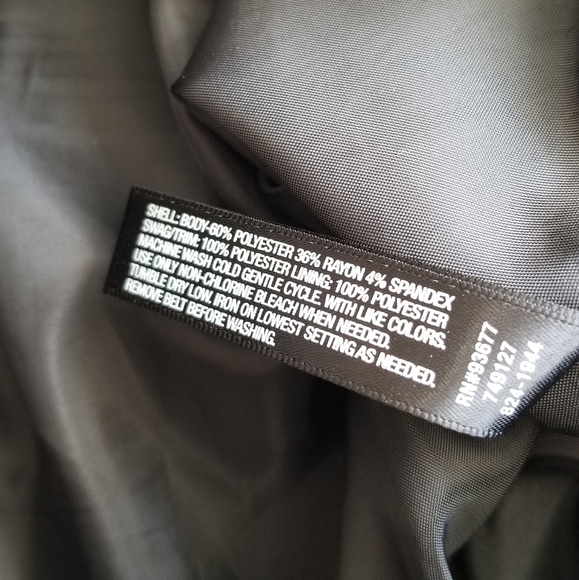 SHELL: BODY-60% POLYESTER 36% RAYON 4% SPANDEX
SWAG/TRIM: 100% POLYESTER LINING: 100% POLYESTER
MACHINE WASH COLD GENTLE CYCLE. WITH LIKE COLORS.
USE ONLY NON-CHLORINE BLEACH WHEN NEEDED.
TUMBLE DRY LOW. IRON ON LOWEST SETTING AS NEEDED.
REMOVE BELT BEFORE WASHING.
RN#93677
749127
824-1944